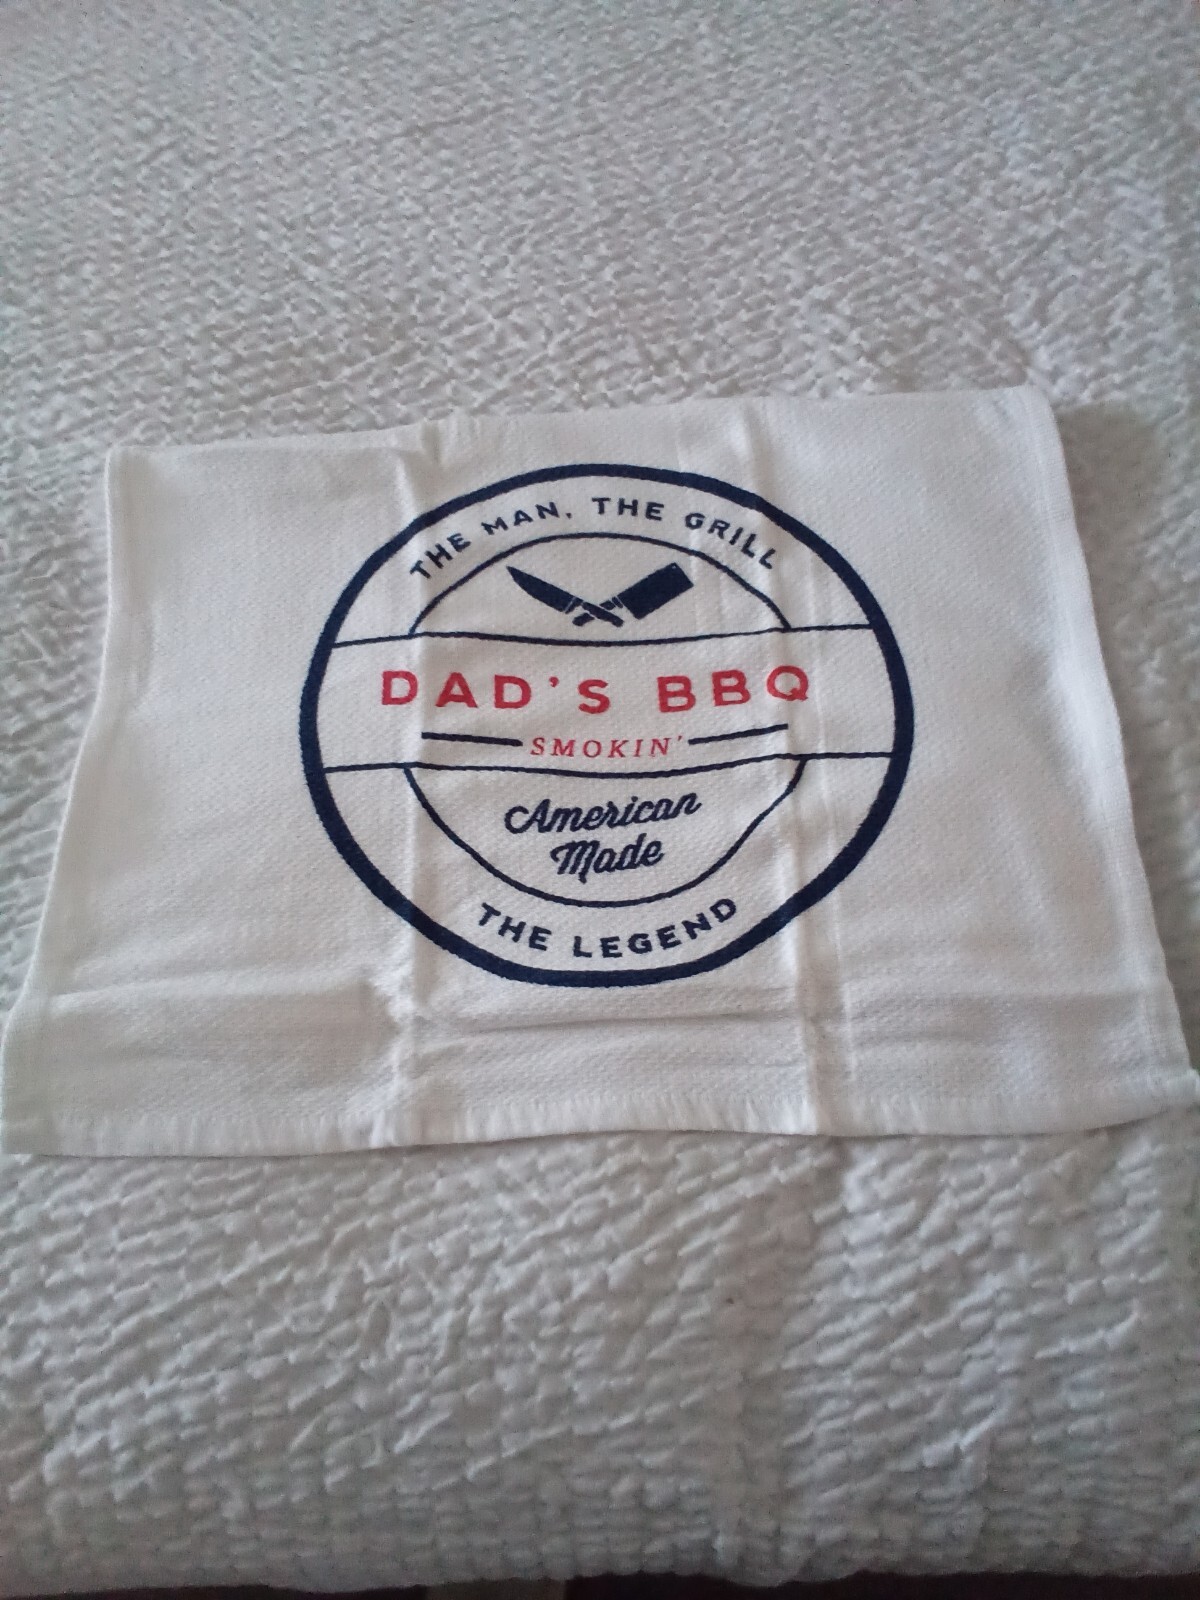 THE MAN, THE GRILL
DAD'S BBQ
SMOKIN'
American
Made
THE LEGEND